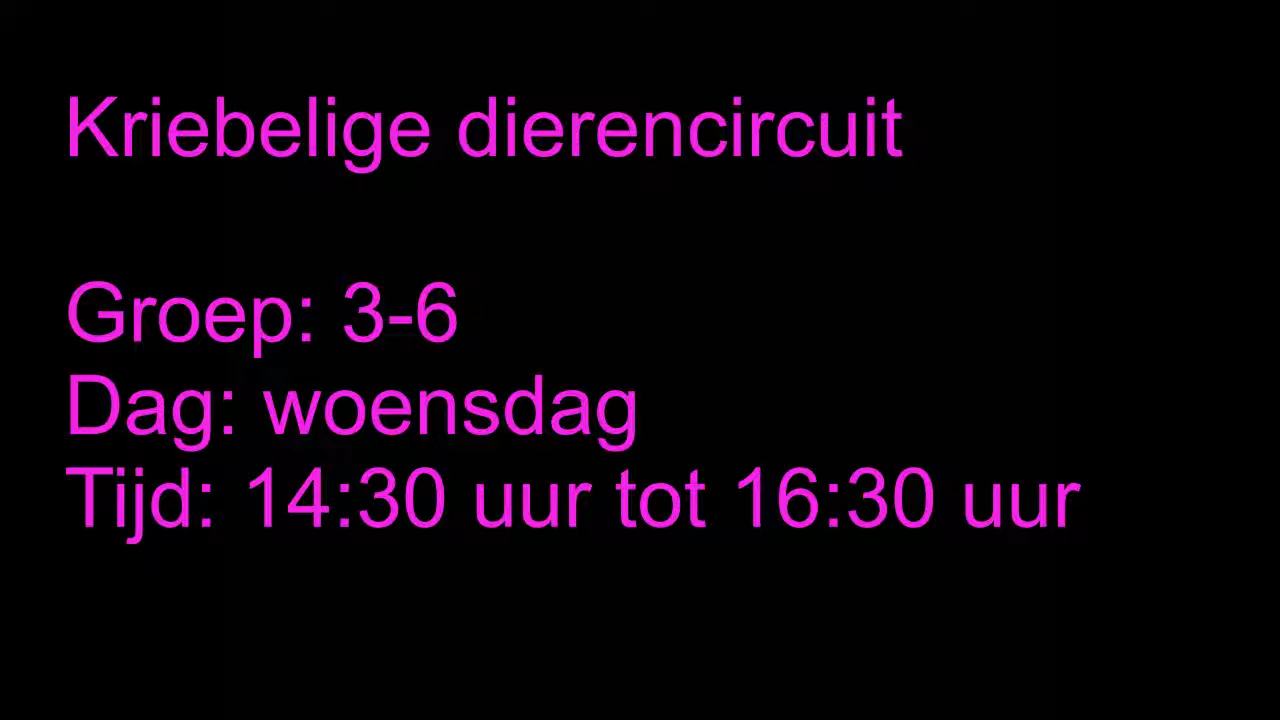 Kriebelige dierencircuit
Groep: 3-6
Dag: woensdag
Tijd: 14:30 uur tot 16:30 uur